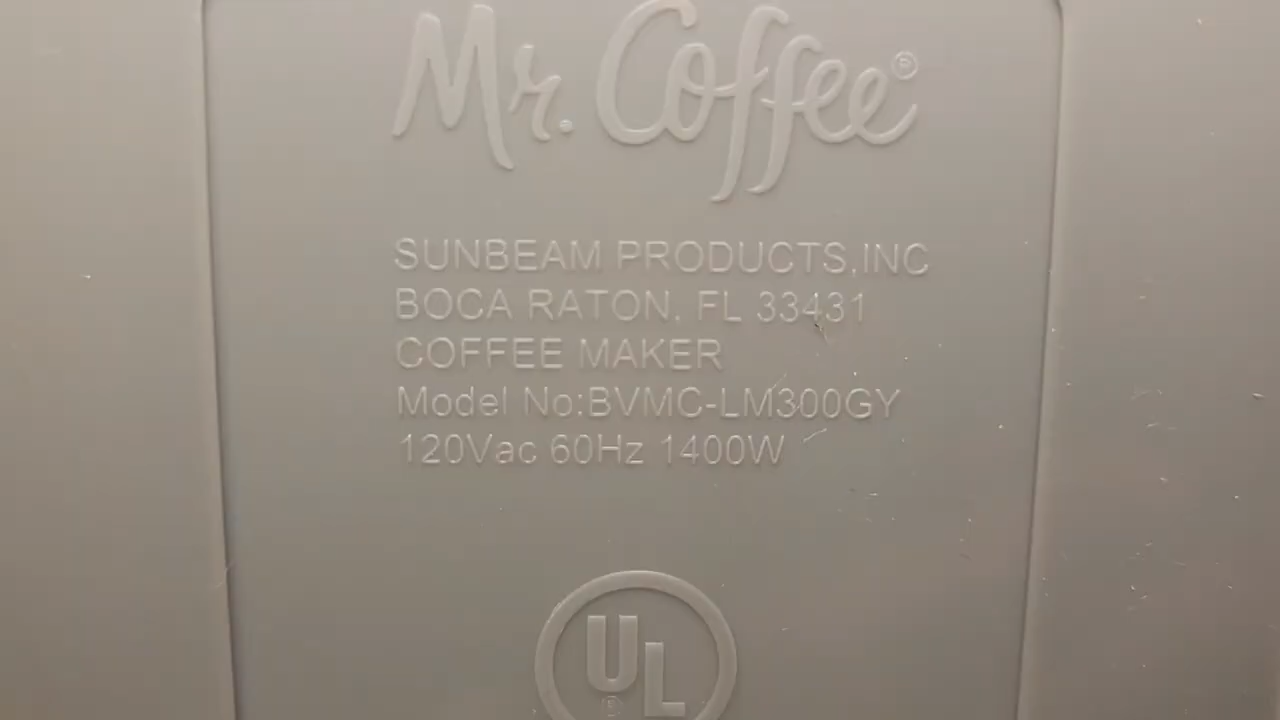 Mr. Coffee®
SUNBEAM PRODUCTS,INC
BOCA RATON, FL 33431
COFFEE MAKER
Model No:BVMC-LM300GY
120Vac 60Hz 1400W
UL
®